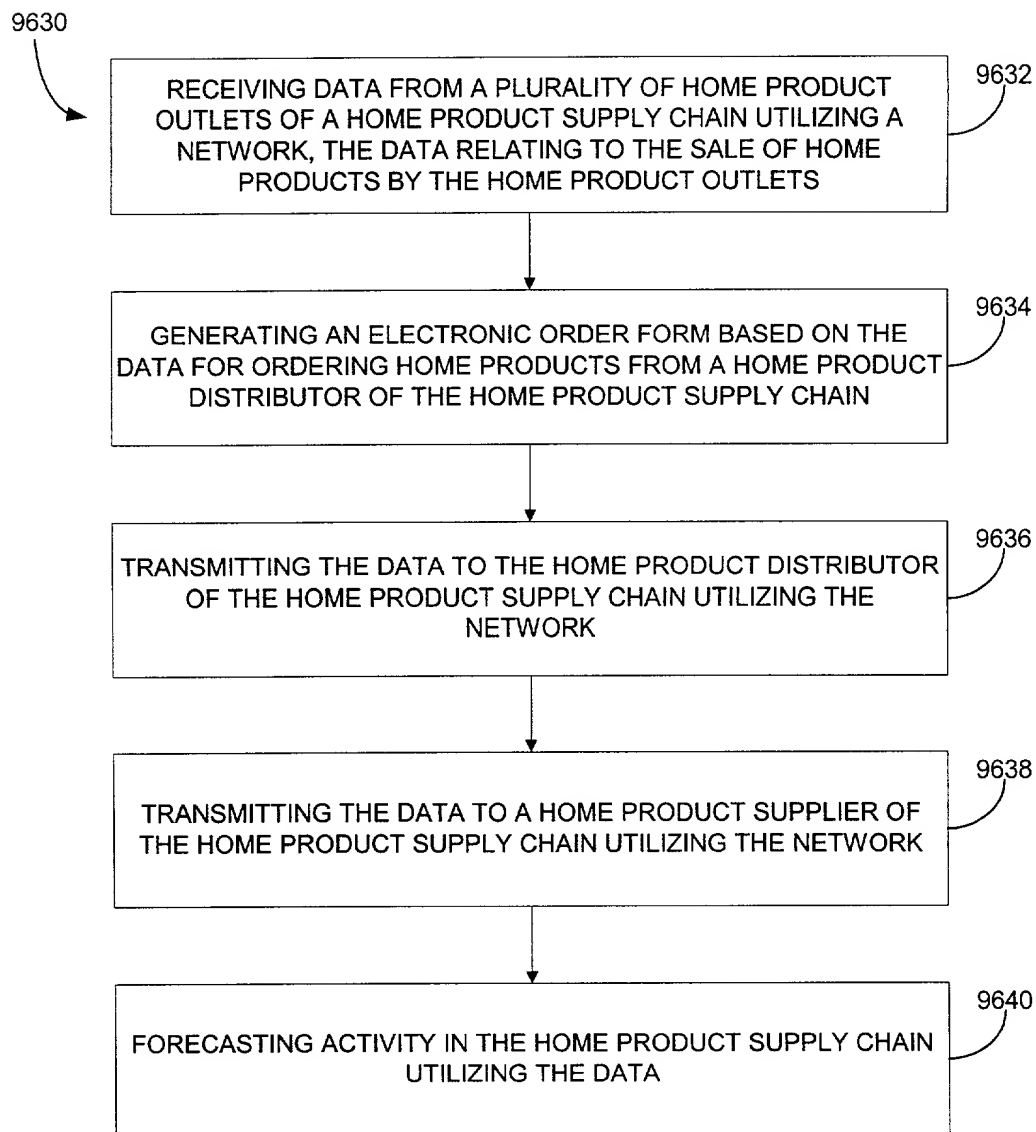 9630
9632
RECEIVING DATA FROM A PLURALITY OF HOME PRODUCT
OUTLETS OF A HOME PRODUCT SUPPLY CHAIN UTILIZING A
NETWORK, THE DATA RELATING TO THE SALE OF HOME
PRODUCTS BY THE HOME PRODUCT OUTLETS
9634
GENERATING AN ELECTRONIC ORDER FORM BASED ON THE
DATA FOR ORDERING HOME PRODUCTS FROM A HOME PRODUCT
DISTRIBUTOR OF THE HOME PRODUCT SUPPLY CHAIN
9636
TRANSMITTING THE DATA TO THE HOME PRODUCT DISTRIBUTOR
OF THE HOME PRODUCT SUPPLY CHAIN UTILIZING THE
NETWORK
9638
TRANSMITTING THE DATA TO A HOME PRODUCT SUPPLIER OF
THE HOME PRODUCT SUPPLY CHAIN UTILIZING THE NETWORK
9640
FORECASTING ACTIVITY IN THE HOME PRODUCT SUPPLY CHAIN
UTILIZING THE DATA